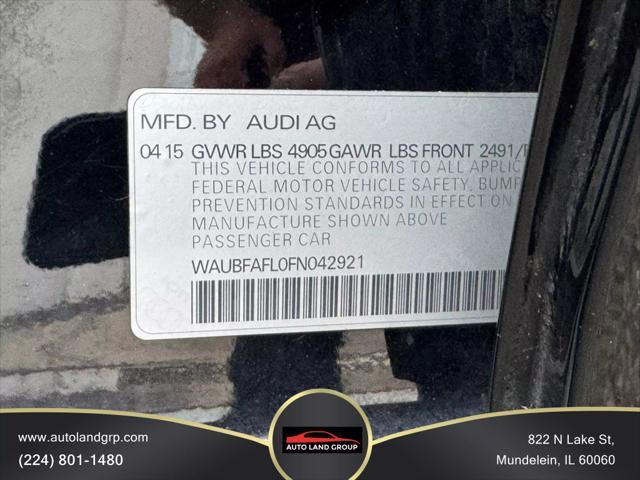 MFD. BY AUDI AG
04 15 GVWR LBS 4905 GAWR LBS FRONT 2491/
THIS VEHICLE CONFORMS TO ALL
FEDERAL MOTOR VEHICLE SAFETY.
PREVENTION STANDARDS IN EFFECT ON
MANUFACTURE SHOWN ABOVE
PASSENGER CAR
WAUBFAFL0FN042921
www.autolandgrp.com
(224) 801-1480
AUTO LAND GROUP
822 N Lake St,
Mundelein, IL 60060